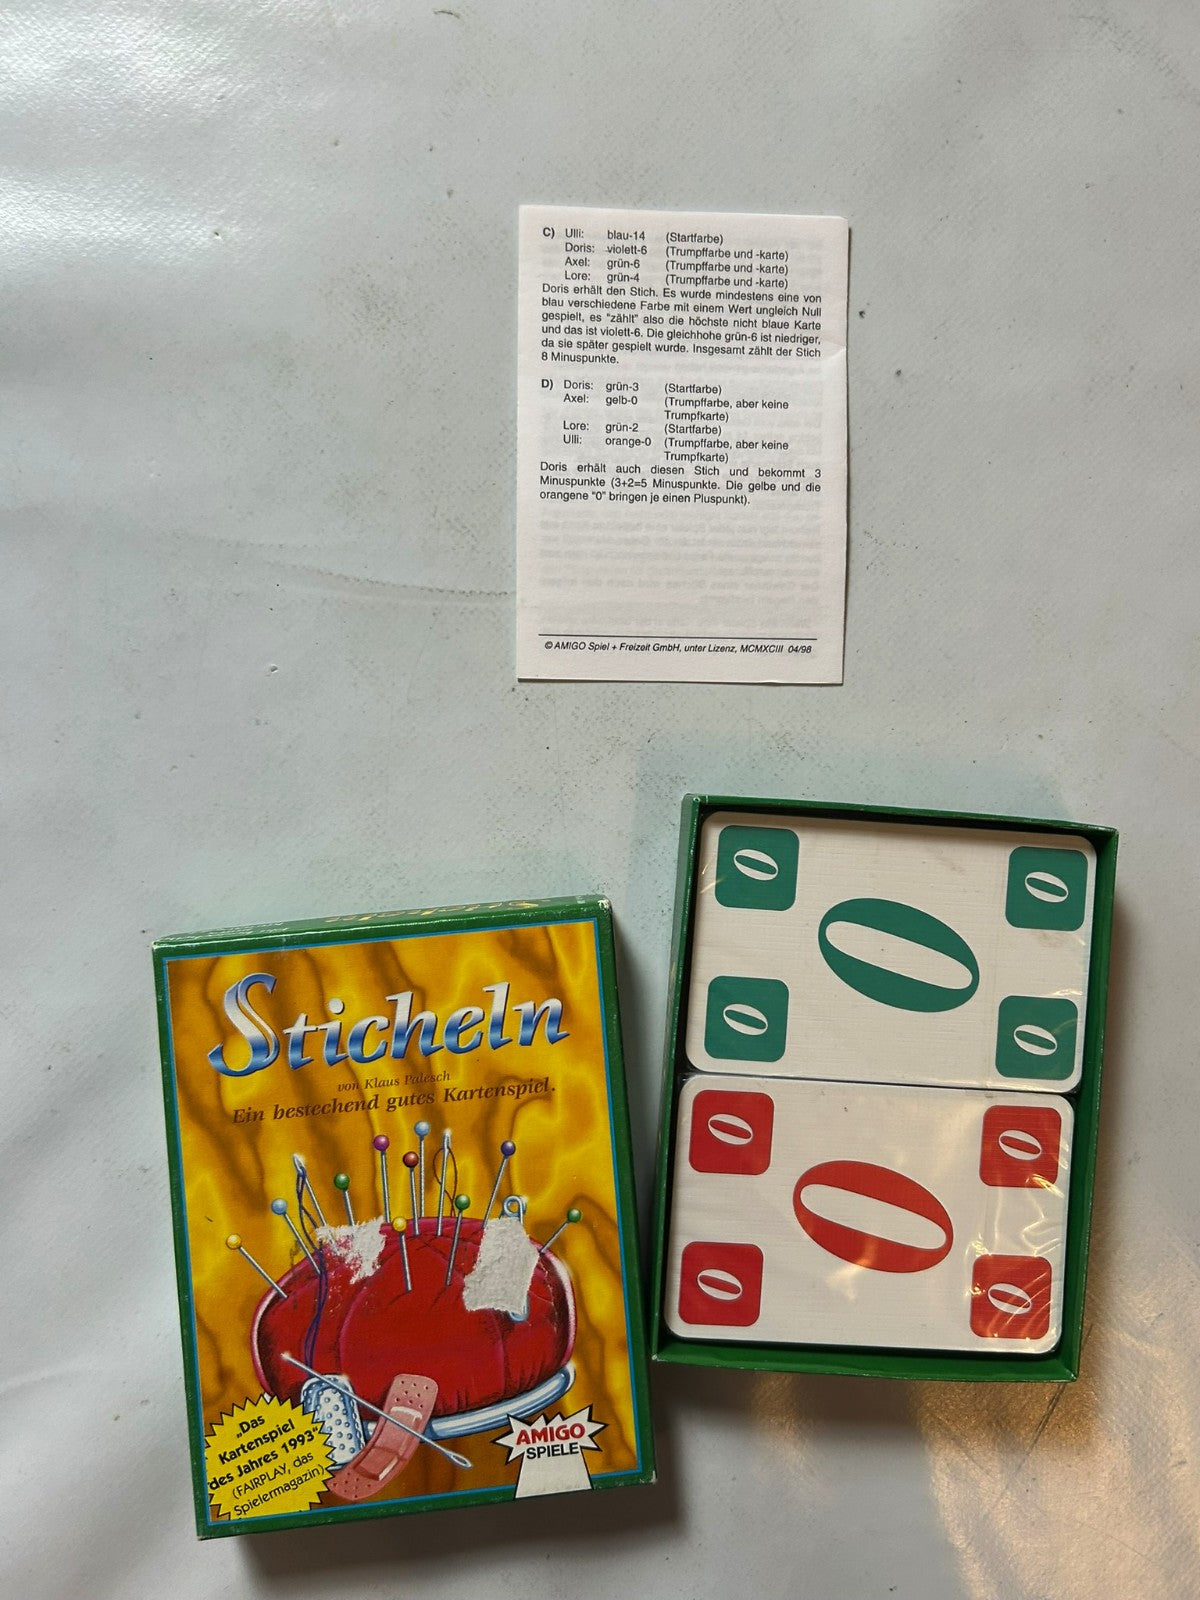 C) Ulli: blau-14 (Startfarbe)
Doris: violett-6 (Trumpffarbe und -karte)
Axel: grün-6 (Trumpffarbe und -karte)
Lore: grün-4 (Trumpffarbe und -karte)
Doris erhält den Stich. Es wurde mindestens eine von
blau verschiedene Farbe mit einem Wert ungleich Null
gespielt, es "zählt" also die höchste nicht blaue Karte
und das ist violett-6. Die gleichhohe grün-6 ist niedriger,
da sie später gespielt wurde. Insgesamt zählt der Stich
8 Minuspunkte.
D) Doris: grün-3 (Startfarbe)
Axel: gelb-0 (Trumpffarbe, aber keine
Trumpfkarte)
Lore: grün-2 (Startfarbe)
Ulli: orange-0 (Trumpffarbe, aber keine
Trumpfkarte)
Doris erhält auch diesen Stich und bekommt 3
Minuspunkte (3+2=5 Minuspunkte. Die gelbe und die
orangene "0" bringen je einen Pluspunkt).
© AMIGO Spiel + Freizeit GmbH, unter Lizenz, MCMXCIII 04/98
0 0
0
0 0
0 0
0
0 0
Sticheln
von Klaus Palesch
Ein bestechend gutes Kartenspiel.
„Das
Kartenspiel
des Jahres 1993“
(FAIRPLAY, das
Spielermagazin)
AMIGO
SPIELE